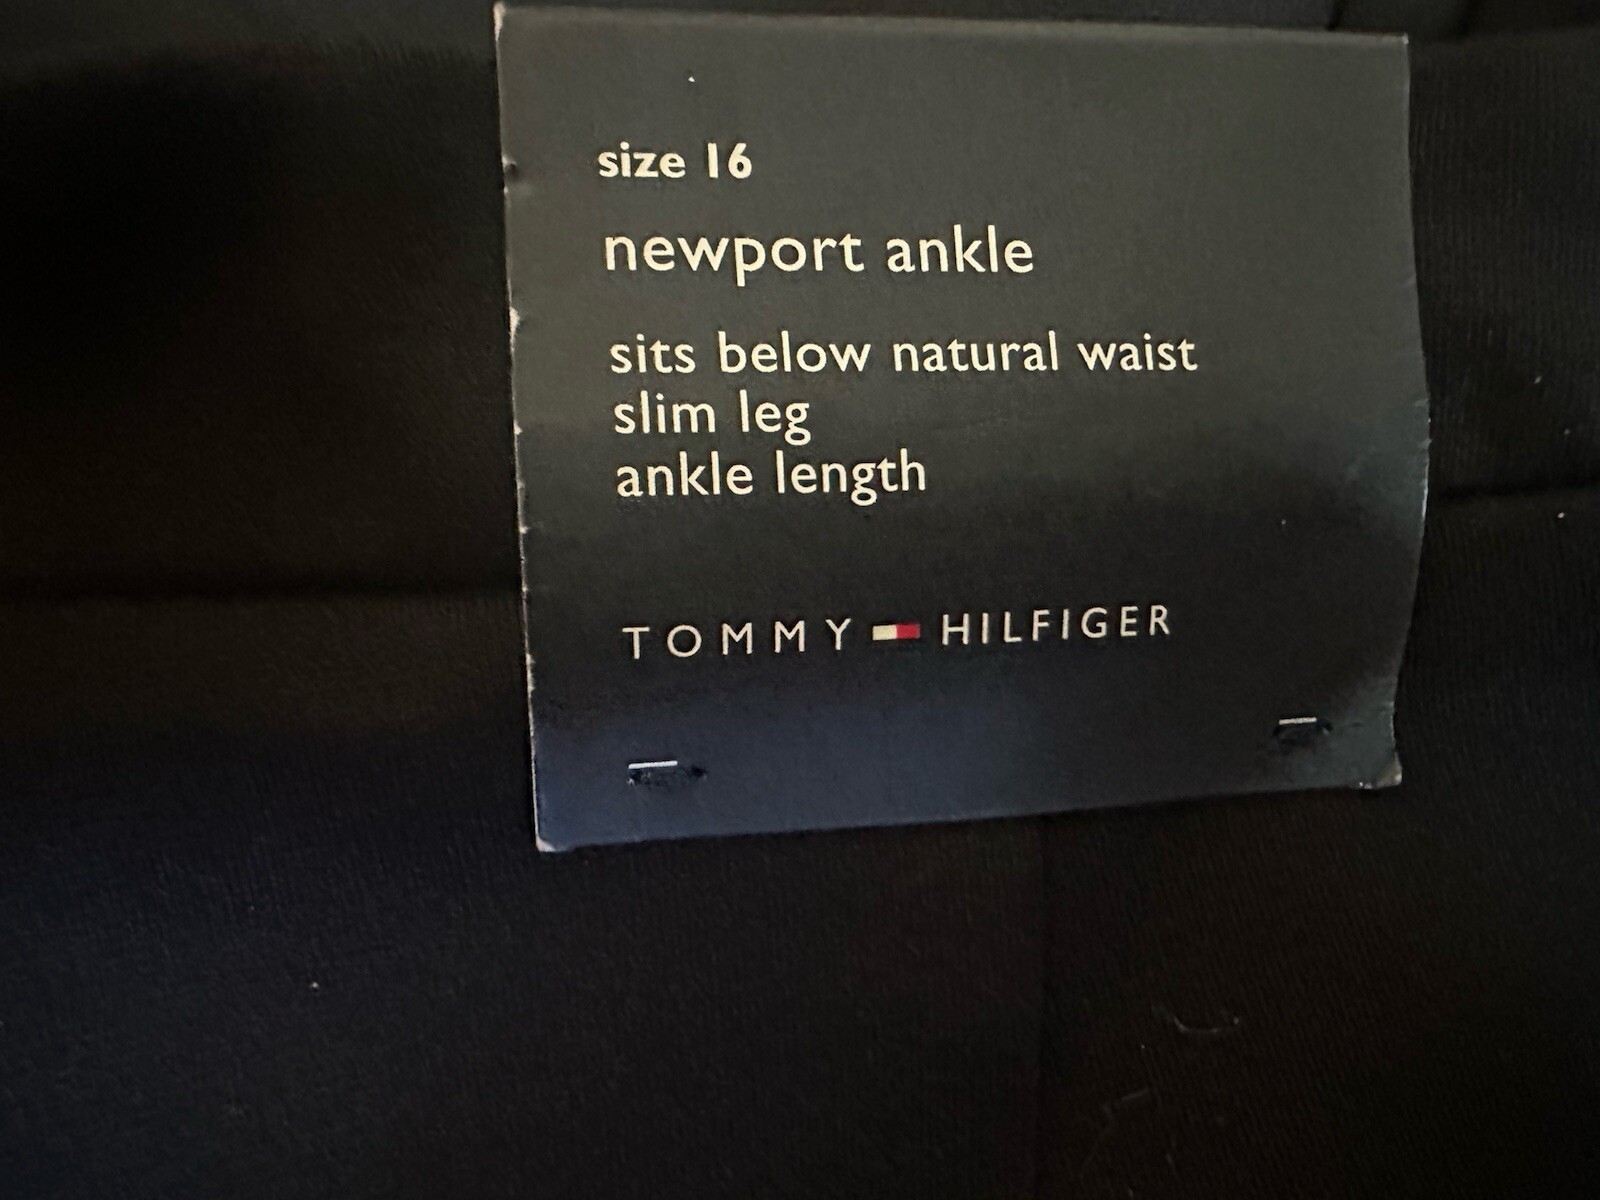 size 16
newport ankle
sits below natural waist
slim leg
ankle length
TOMMY HILFIGER